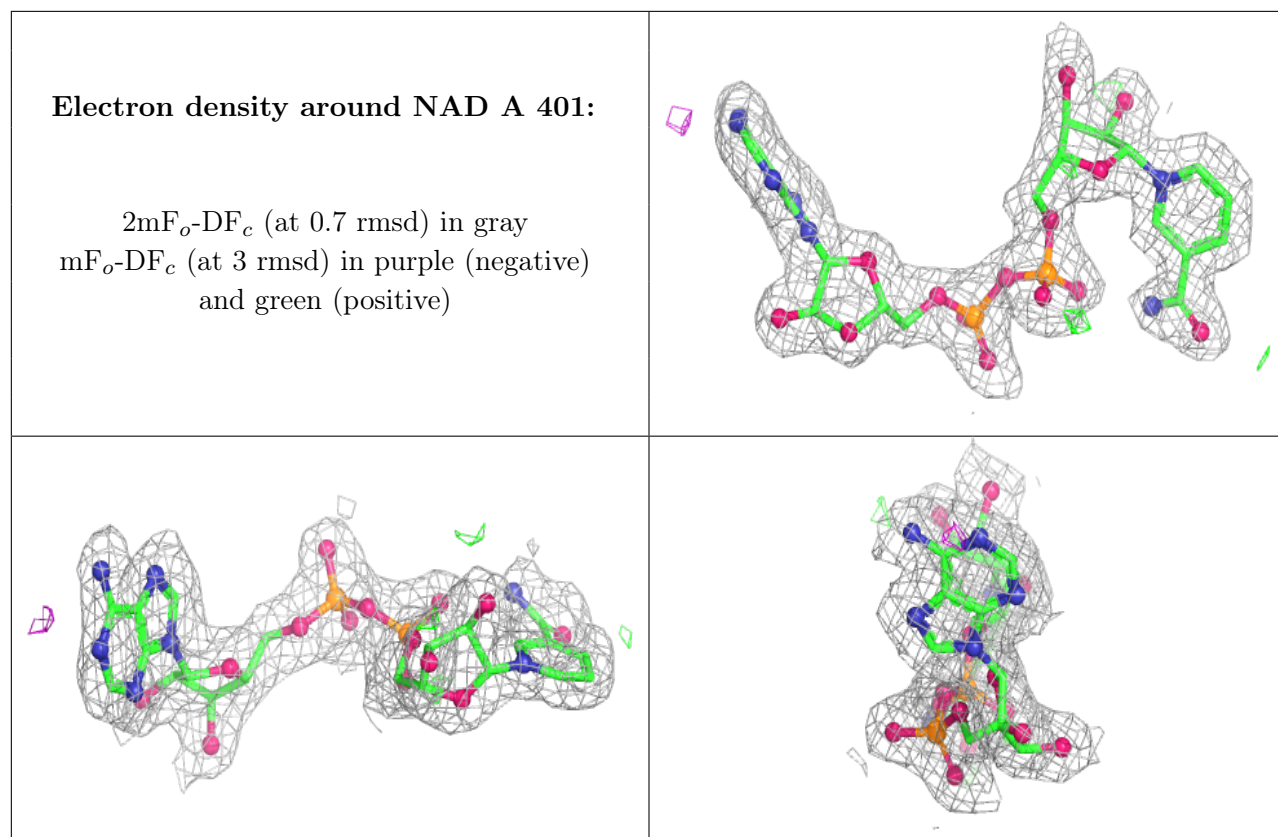 Electron density around NAD A 401:
2mFₒ-DF𝑐 (at 0.7 rmsd) in gray
mFₒ-DF𝑐 (at 3 rmsd) in purple (negative)
and green (positive)